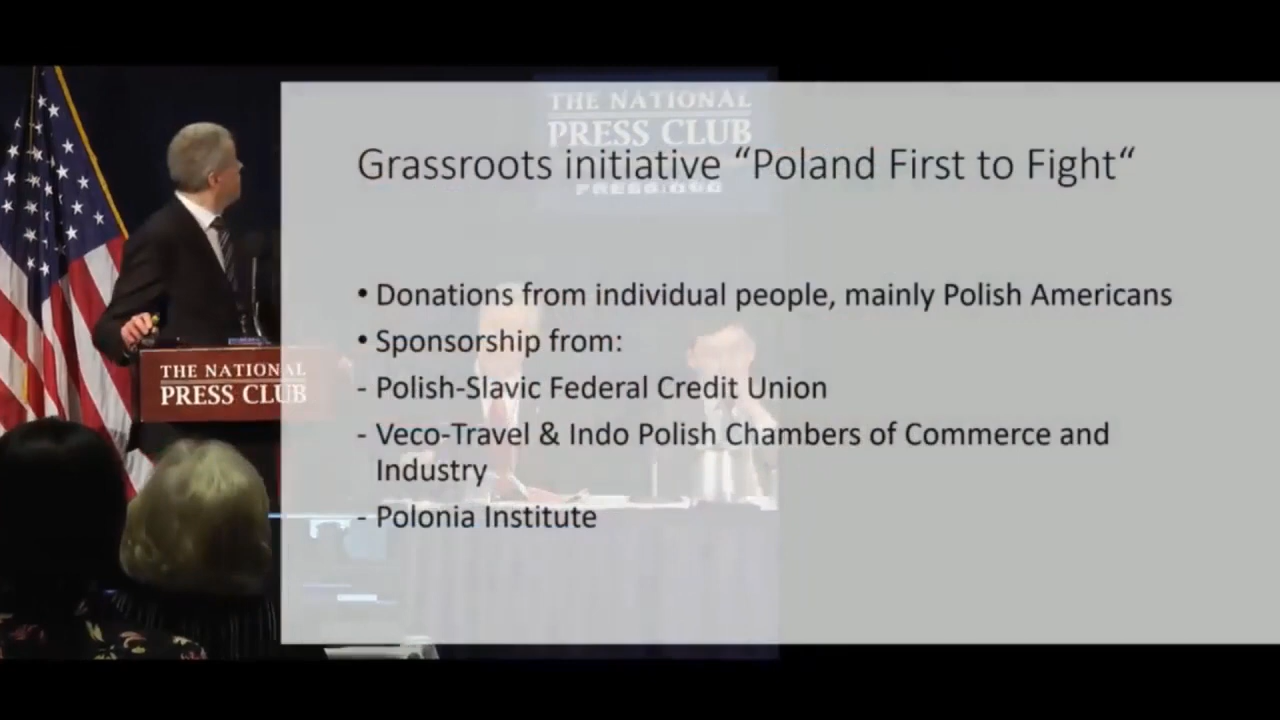 THE NATIONAL
PRESS CLUB
PRESS.ORG
Grassroots initiative “Poland First to Fight“
• Donations from individual people, mainly Polish Americans
• Sponsorship from:
- Polish-Slavic Federal Credit Union
- Veco-Travel & Indo Polish Chambers of Commerce and
Industry
- Polonia Institute
THE NATIONAL
PRESS CLUB